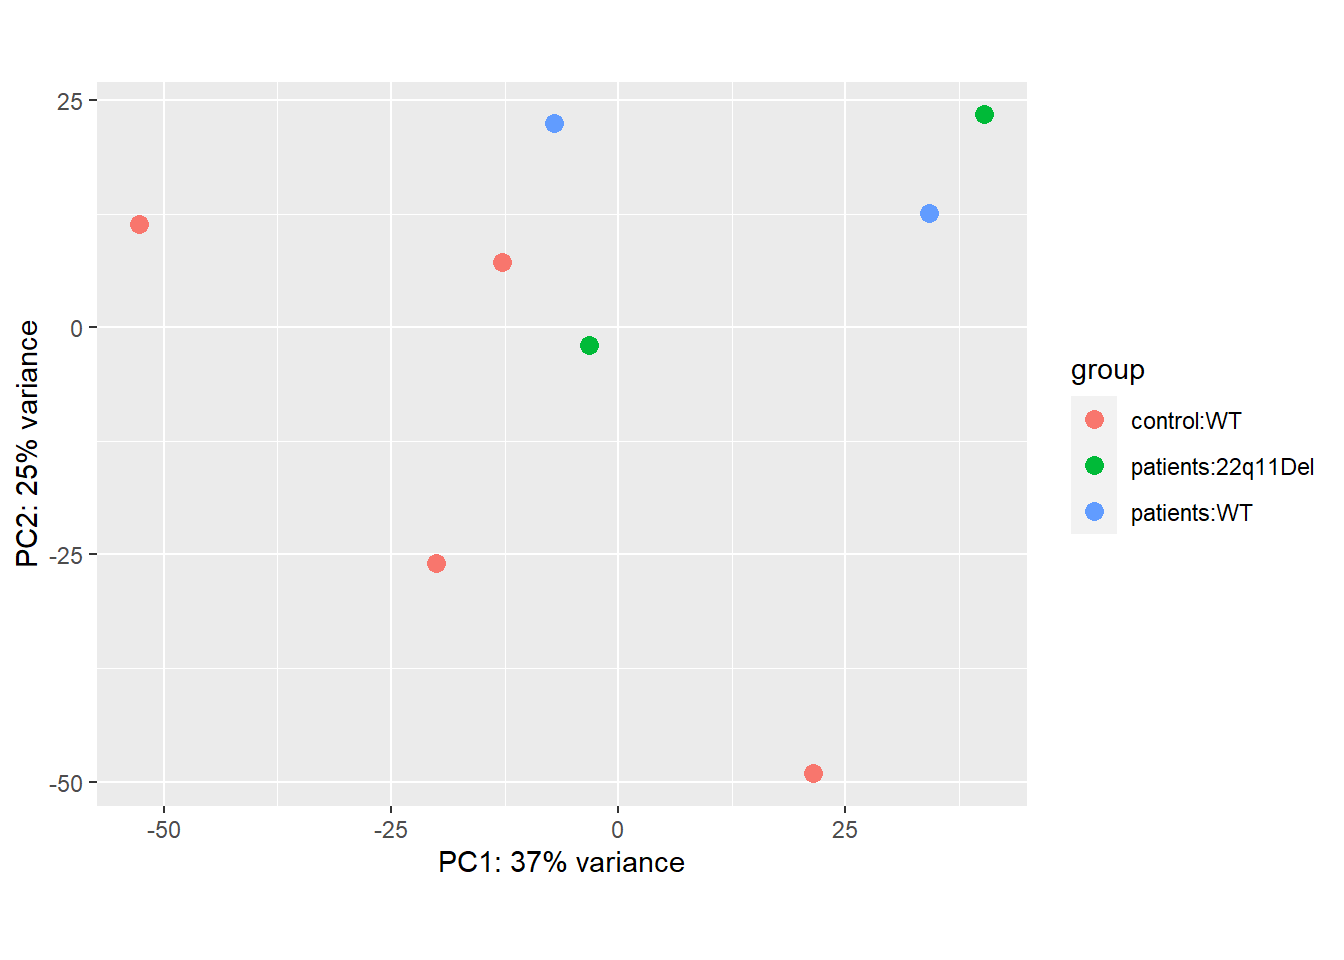 25
0
-25
-50
PC2: 25% variance
-50
-25
0
25
PC1: 37% variance
group
control:WT
patients:22q11Del
patients:WT